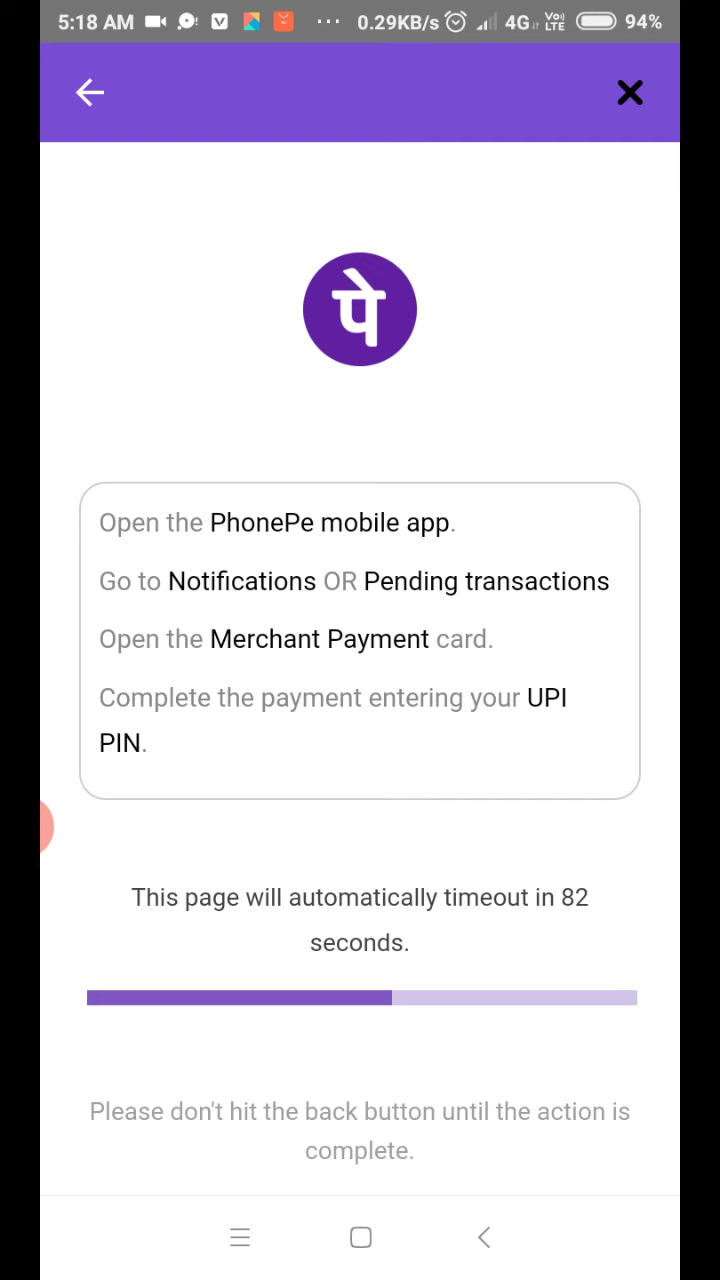 5:18 AM ... 0.29KB/s 4G VoLTE 94%
पे
Open the PhonePe mobile app.
Go to Notifications OR Pending transactions
Open the Merchant Payment card.
Complete the payment entering your UPI
PIN.
This page will automatically timeout in 82
seconds.
Please don't hit the back button until the action is
complete.